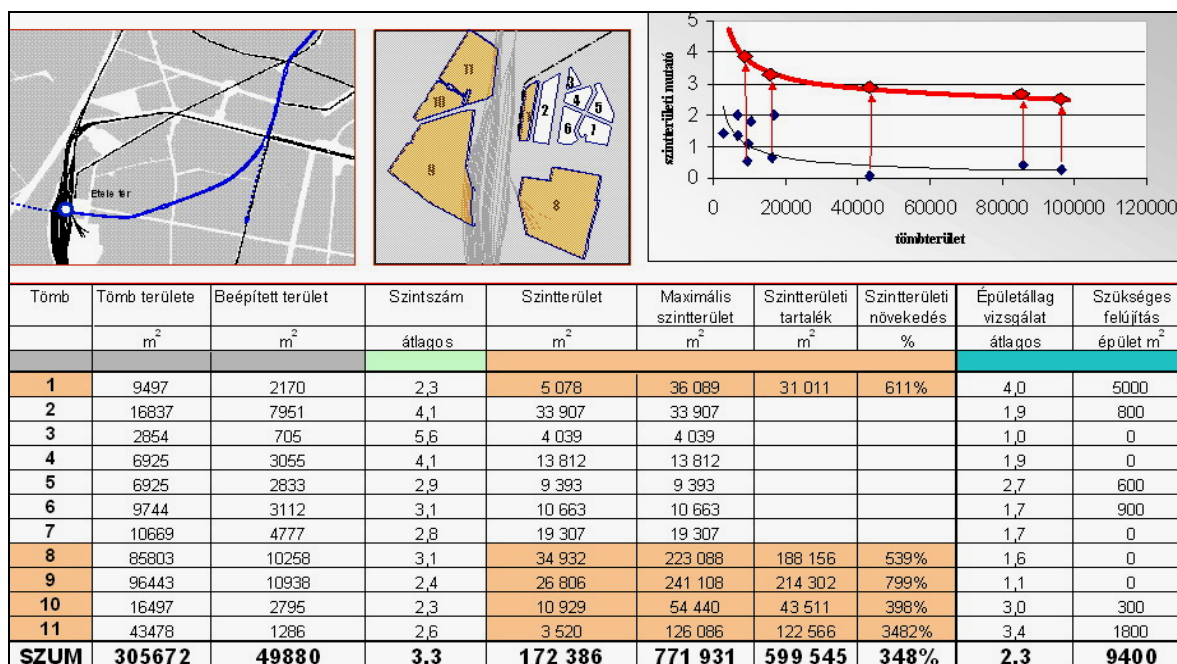 Etele tér
11
10
9
1
2
3
4
5
6
7
8
szintterületi mutató
5
4
3
2
1
0
0 20000 40000 60000 80000 100000 120000
tömbterület
Tömb Tömb területe Beépített terület Szintszám Szintterület Maximális szintterület Szintterületi tartalék Szintterületi növekedés Épületállag vizsgálat Szükséges felújítás
m² m² átlagos m² m² m² % átlagos épület m²
1 9497 2170 2,3 5 078 36 089 31 011 611% 4,0 5000
2 16837 7951 4,1 33 907 33 907 1,9 800
3 2854 705 5,6 4 039 4 039 1,0 0
4 6925 3055 4,1 13 812 13 812 1,9 0
5 6925 2833 2,9 9 393 9 393 2,7 600
6 9744 3112 3,1 10 663 10 663 1,7 900
7 10669 4777 2,8 19 307 19 307 1,7 0
8 85803 10258 3,1 34 932 223 088 188 156 539% 1,6 0
9 96443 10938 2,4 26 806 241 108 214 302 799% 1,1 0
10 16497 2795 2,3 10 929 54 440 43 511 398% 3,0 300
11 43478 1286 2,6 3 520 126 086 122 566 3482% 3,4 1800
SZUM 305672 49880 3,3 172 386 771 931 599 545 348% 2,3 9400